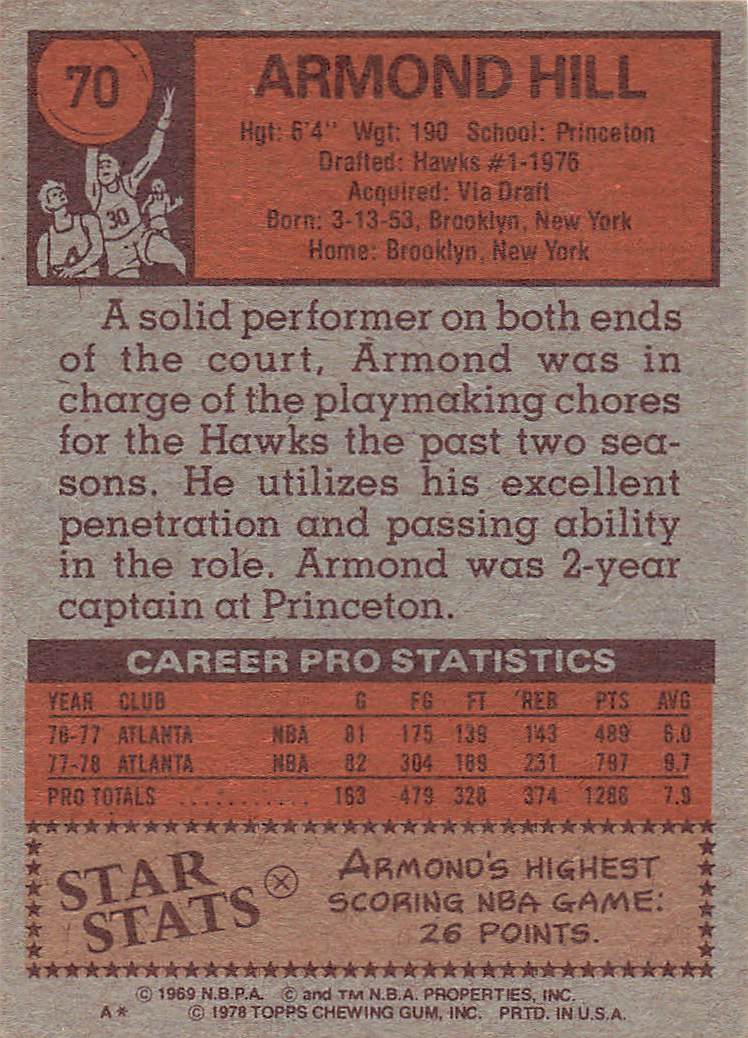 70
ARMOND HILL
Hgt: 6'4" Wgt: 190 School: Princeton
Drafted: Hawks #1-1976
Acquired: Via Draft
Born: 3-13-53, Brooklyn, New York
Home: Brooklyn, New York
30
A solid performer on both ends
of the court, Armond was in
charge of the playmaking chores
for the Hawks the past two sea-
sons. He utilizes his excellent
penetration and passing ability
in the role. Armond was 2-year
captain at Princeton.
CAREER PRO STATISTICS
YEAR CLUB G FG FT REB PTS AVG
76-77 ATLANTA NBA 81 175 139 143 489 6.0
77-78 ATLANTA NBA 82 304 189 231 797 9.7
PRO TOTALS ........... 163 479 328 374 1286 7.9
STAR
STATS
ARMOND'S HIGHEST
SCORING NBA GAME:
26 POINTS.
© 1969 N.B.P.A. © and TM N.B.A. PROPERTIES, INC.
A* © 1978 TOPPS CHEWING GUM, INC. PRTD. IN U.S.A.